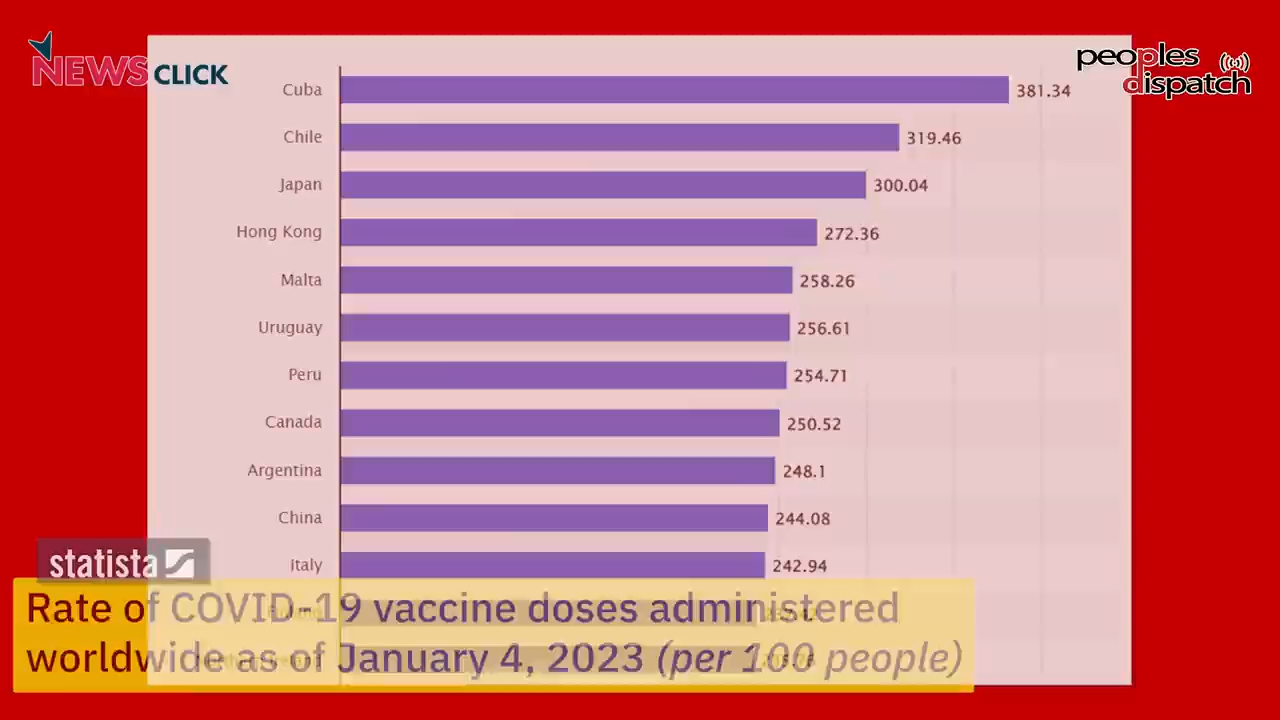 NEWSCLICK
peoples
dispatch
Cuba 381.34
Chile 319.46
Japan 300.04
Hong Kong 272.36
Malta 258.26
Uruguay 256.61
Peru 254.71
Canada 250.52
Argentina 248.1
China 244.08
Italy 242.94
statista
Rate of COVID-19 vaccine doses administered
worldwide as of January 4, 2023 (per 100 people)